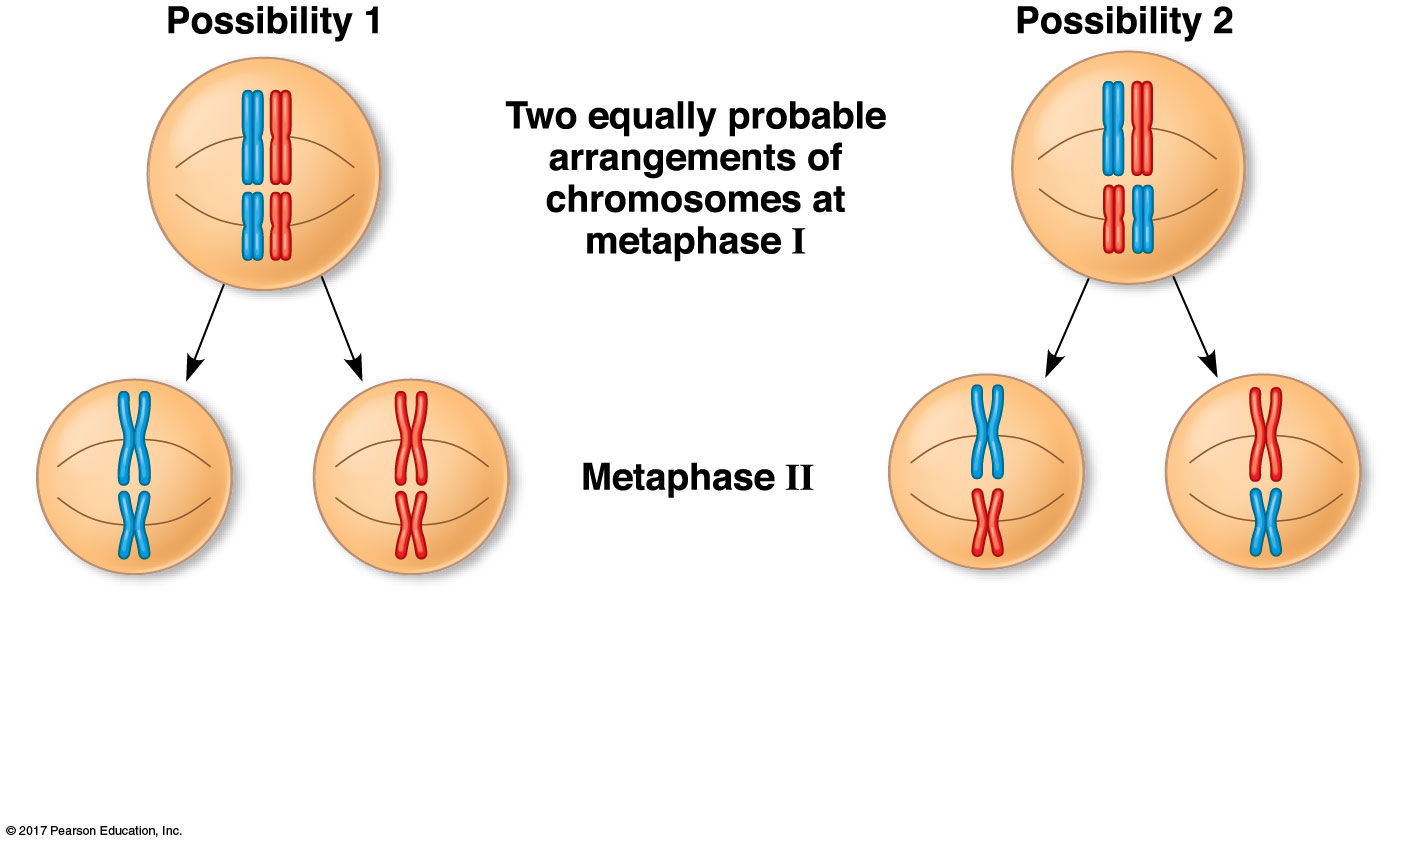 Possibility 1
Possibility 2
Two equally probable
arrangements of
chromosomes at
metaphase I
Metaphase II
© 2017 Pearson Education, Inc.